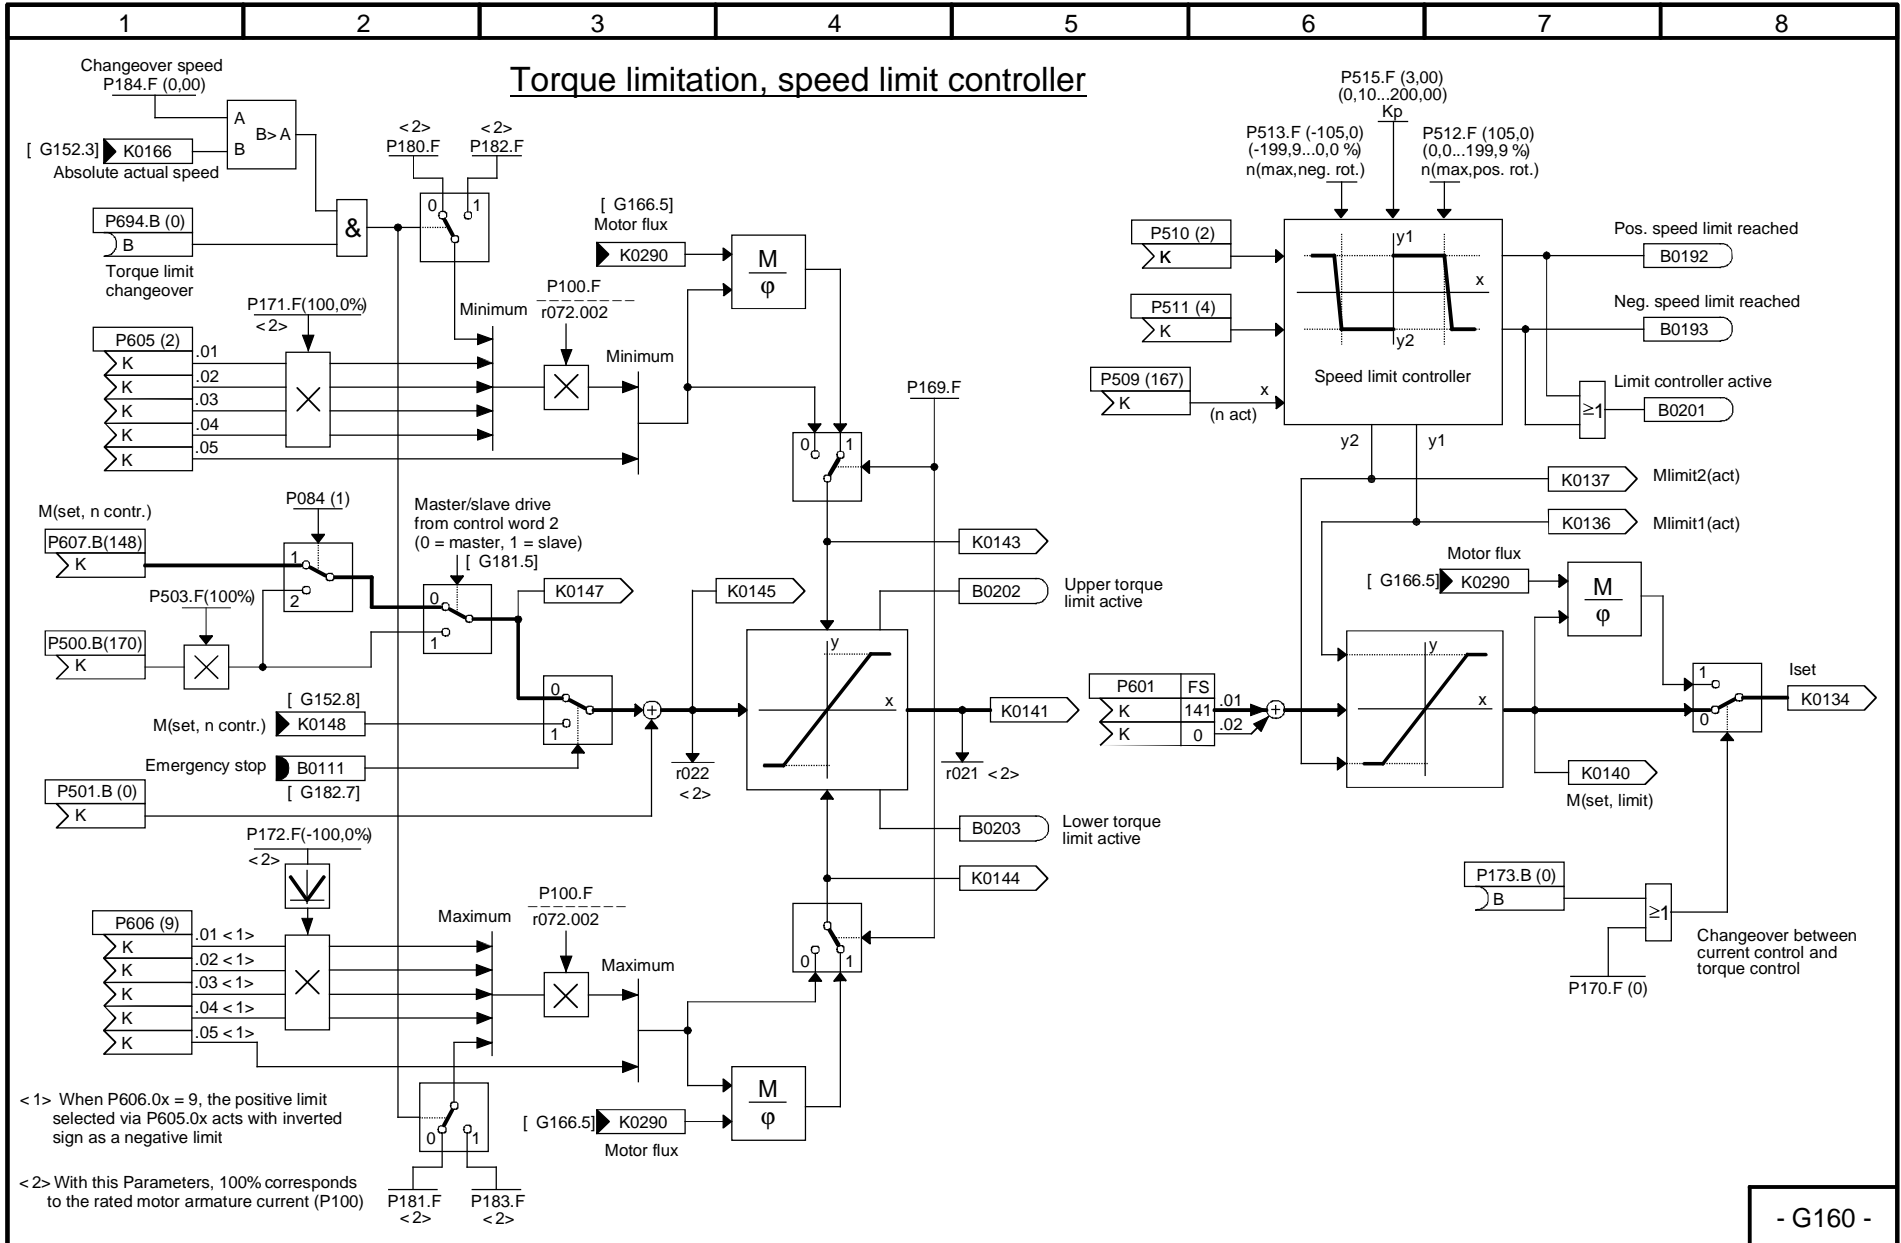 1 2 3 4 5 6 7 8
Torque limitation, speed limit controller
Changeover speed
P184.F (0,00)
A
B
B> A
[ G152.3]
K0166
Absolute actual speed
P694.B (0)
B
Torque limit
changeover
&
<2>
P180.F
<2>
P182.F
0
1
P171.F(100,0%)
<2>
P605 (2)
K
.01
K
.02
K
.03
K
.04
K
.05
Minimum
P100.F
r072.002
Minimum
[ G166.5]
Motor flux
K0290
M
φ
P169.F
0
1
M(set, n contr.)
P607.B(148)
K
P084 (1)
1
2
P503.F(100%)
P500.B(170)
K
Master/slave drive
from control word 2
(0 = master, 1 = slave)
[ G181.5]
0
1
K0147
[ G152.8]
M(set, n contr.)
K0148
Emergency stop
B0111
[ G182.7]
0
1
P501.B (0)
K
+
K0145
r022
<2>
y
x
K0143
B0202
Upper torque
limit active
K0141
r021 <2>
B0203
Lower torque
limit active
K0144
P172.F(-100,0%)
<2>
P606 (9)
K
.01 <1>
K
.02 <1>
K
.03 <1>
K
.04 <1>
K
.05 <1>
Maximum
P100.F
r072.002
Maximum
0
1
[ G166.5]
K0290
Motor flux
M
φ
0
1
P181.F
<2>
P183.F
<2>
<1> When P606.0x = 9, the positive limit
selected via P605.0x acts with inverted
sign as a negative limit
<2> With this Parameters, 100% corresponds
to the rated motor armature current (P100)
P515.F (3,00)
(0,10...200,00)
Kp
P513.F (-105,0)
(-199,9...0,0 %)
n(max,neg. rot.)
P512.F (105,0)
(0,0...199,9 %)
n(max,pos. rot.)
P510 (2)
K
P511 (4)
K
P509 (167)
K
x
(n act)
y1
x
y2
Speed limit controller
y2
y1
Pos. speed limit reached
B0192
Neg. speed limit reached
B0193
Limit controller active
≥1
B0201
K0137
Mlimit2(act)
K0136
Mlimit1(act)
Motor flux
[ G166.5]
K0290
M
φ
P601
FS
K
141
.01
K
0
.02
+
y
x
1
0
Iset
K0134
K0140
M(set, limit)
P173.B (0)
B
≥1
P170.F (0)
Changeover between
current control and
torque control
- G160 -